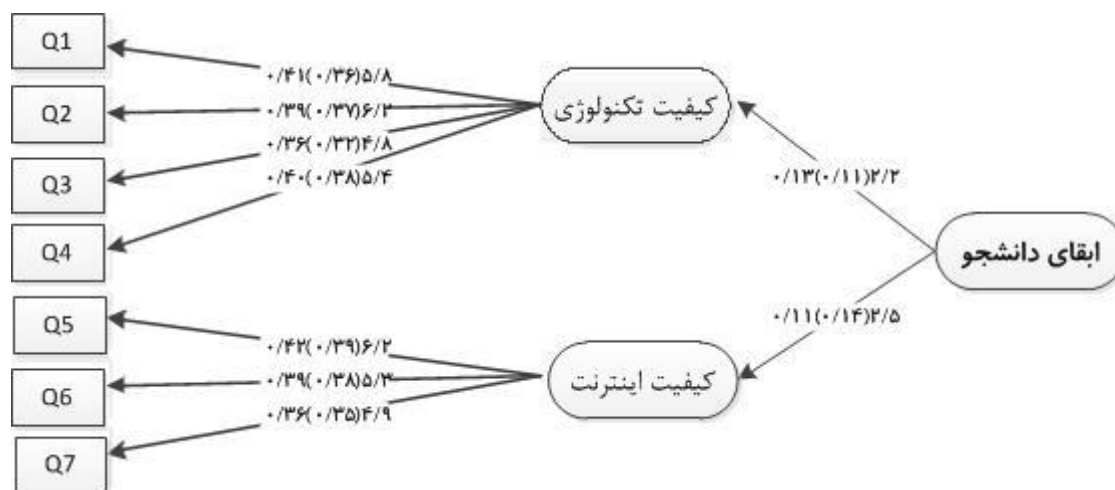 Q1
Q2
Q3
Q4
Q5
Q6
Q7
۰/۴۱(۰/۳۶)۵/۸
۰/۳۹(۰/۳۷)۶/۲
۰/۳۶(۰/۳۲)۴/۸
۰/۴۰(۰/۳۸)۵/۴
۰/۴۲(۰/۳۹)۶/۲
۰/۳۹(۰/۳۸)۵/۳
۰/۳۶(۰/۳۵)۴/۹
کیفیت تکنولوژی
کیفیت اینترنت
۰/۱۳(۰/۱۱)۲/۲
۰/۱۱(۰/۱۴)۲/۵
ابقای دانشجو